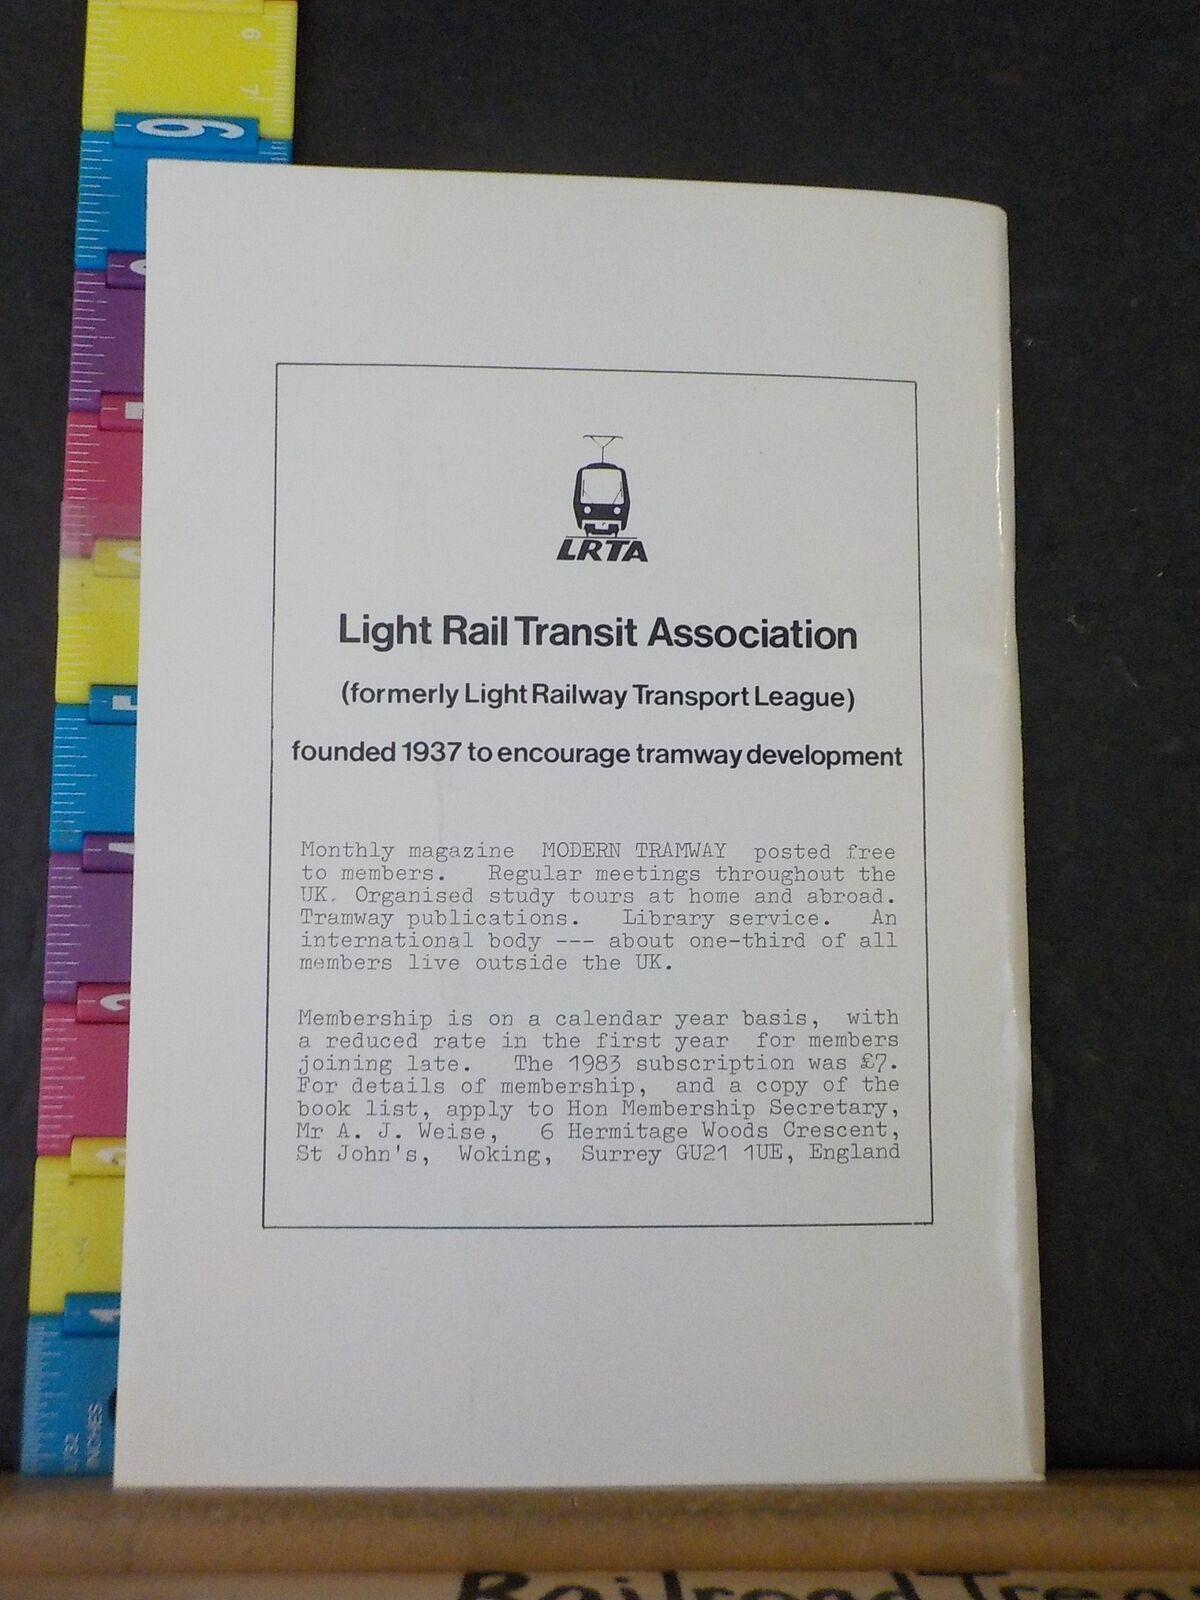 LRTA
Light Rail Transit Association
(formerly Light Railway Transport League)
founded 1937 to encourage tramway development
Monthly magazine MODERN TRAMWAY posted free
to members. Regular meetings throughout the
UK. Organised study tours at home and abroad.
Tramway publications. Library service. An
international body --- about one-third of all
members live outside the UK.
Membership is on a calendar year basis, with
a reduced rate in the first year for members
joining late. The 1983 subscription was £7.
For details of membership, and a copy of the
book list, apply to Hon Membership Secretary,
Mr A. J. Weise, 6 Hermitage Woods Crescent,
St John's, Woking, Surrey GU21 1UE, England
9
INCHES
Railroad